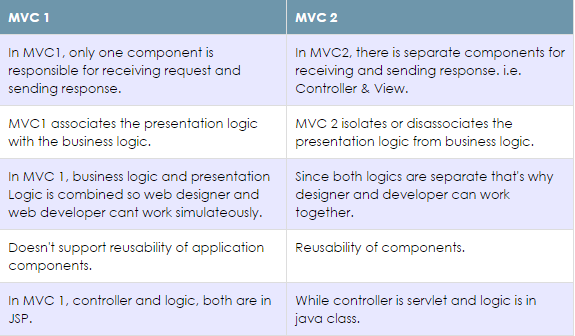 MVC 1
MVC 2
In MVC1, only one component is
responsible for receiving request and
sending response.
In MVC2, there is separate components for
receiving and sending response. i.e.
Controller & View.
MVC1 associates the presentation logic
with the business logic.
MVC 2 isolates or disassociates the
presentation logic from business logic.
In MVC 1, business logic and presentation
Logic is combined so web designer and
web developer cant work simulateously.
Since both logics are separate that's why
designer and developer can work
together.
Doesn't support reusability of application
components.
Reusability of components.
In MVC 1, controller and logic, both are in
JSP.
While controller is servlet and logic is in
java class.